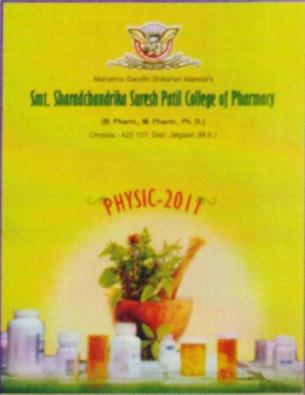 Mahatma Gandhi Shikshan Mandal's
Smt. Sharadchandrika Suresh Patil College of Pharmacy
(B. Pharm., M. Pharm., Ph. D.)
Chopda - 425 107. Dist. Jalgaon (M.S.)
PHYSIC-2011